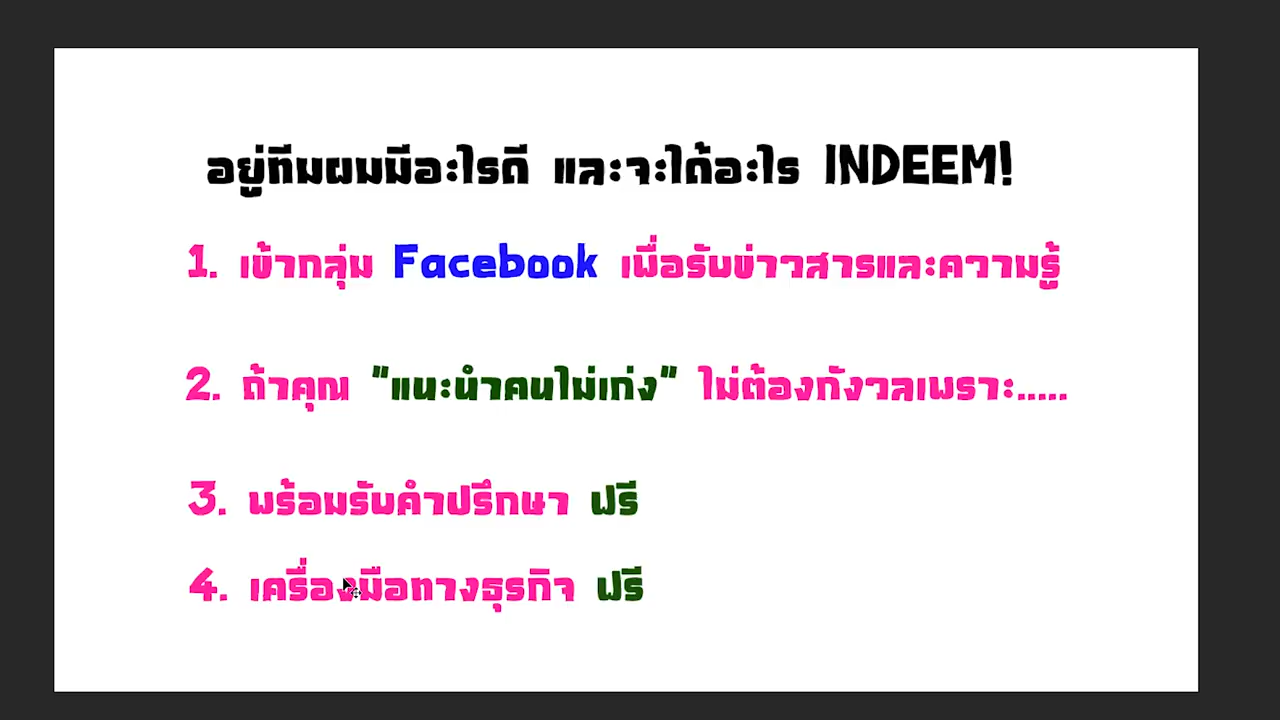 อยู่ทีมผมมีอะไรดี และจะได้อะไร INDEEM!
1. เข้ากลุ่ม Facebook เพื่อรับข่าวสารและความรู้
2. ถ้าคุณ "แนะนำคนไม่เก่ง" ไม่ต้องกังวลเพราะ.....
3. พร้อมรับคำปรึกษา ฟรี
4. เครื่องมือทางธุรกิจ ฟรี